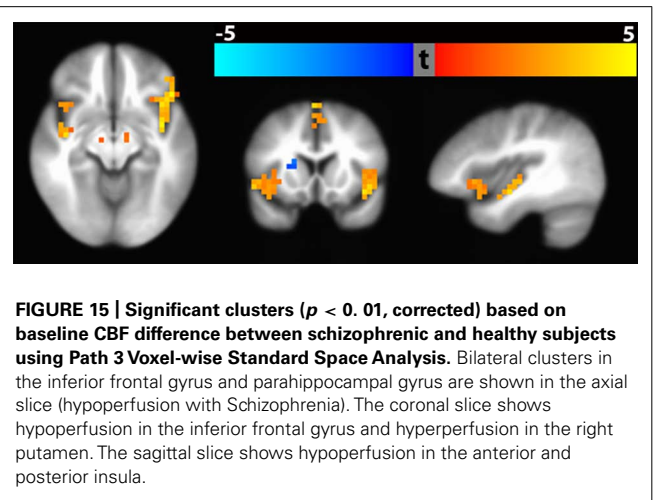 -5 t 5
FIGURE 15 | Significant clusters (p < 0. 01, corrected) based on
baseline CBF difference between schizophrenic and healthy subjects
using Path 3 Voxel-wise Standard Space Analysis. Bilateral clusters in
the inferior frontal gyrus and parahippocampal gyrus are shown in the axial
slice (hypoperfusion with Schizophrenia). The coronal slice shows
hypoperfusion in the inferior frontal gyrus and hyperperfusion in the right
putamen. The sagittal slice shows hypoperfusion in the anterior and
posterior insula.